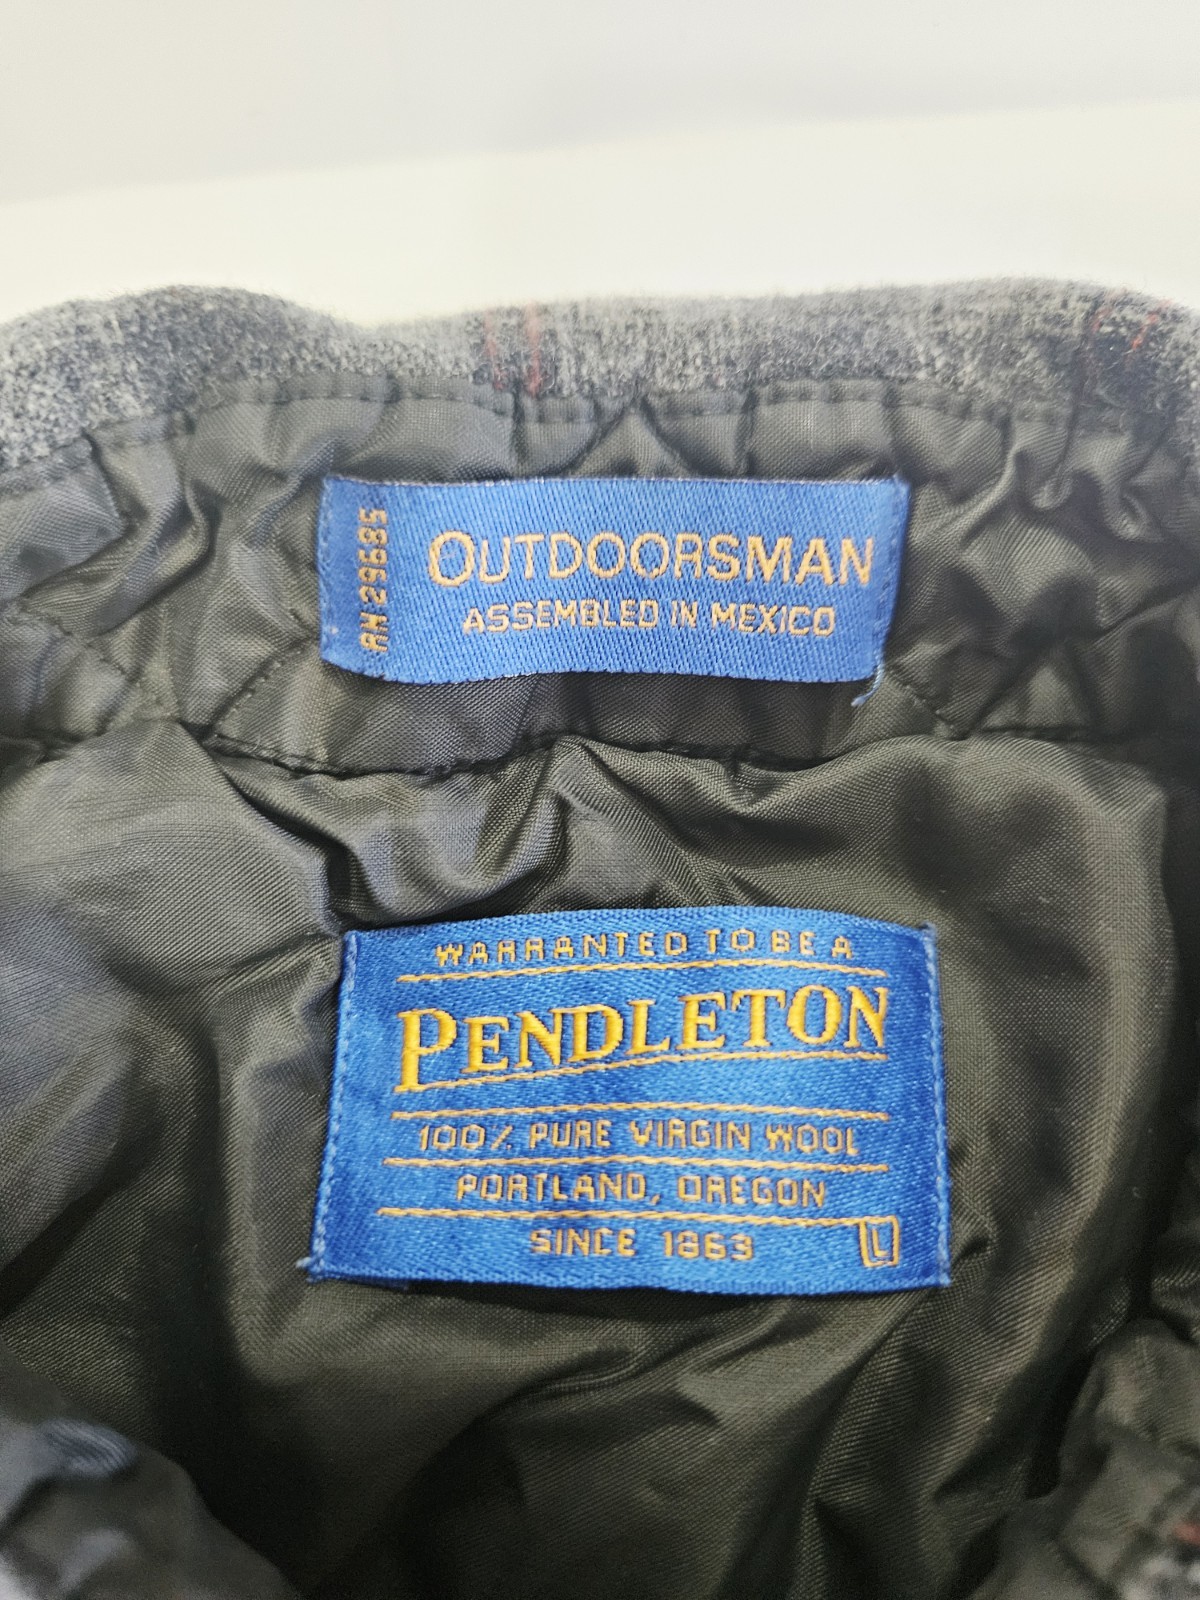 RN 29685
OUTDOORSMAN
ASSEMBLED IN MEXICO
WARRANTED TO BE A
PENDLETON
100% PURE VIRGIN WOOL
PORTLAND, OREGON
SINCE 1863
L